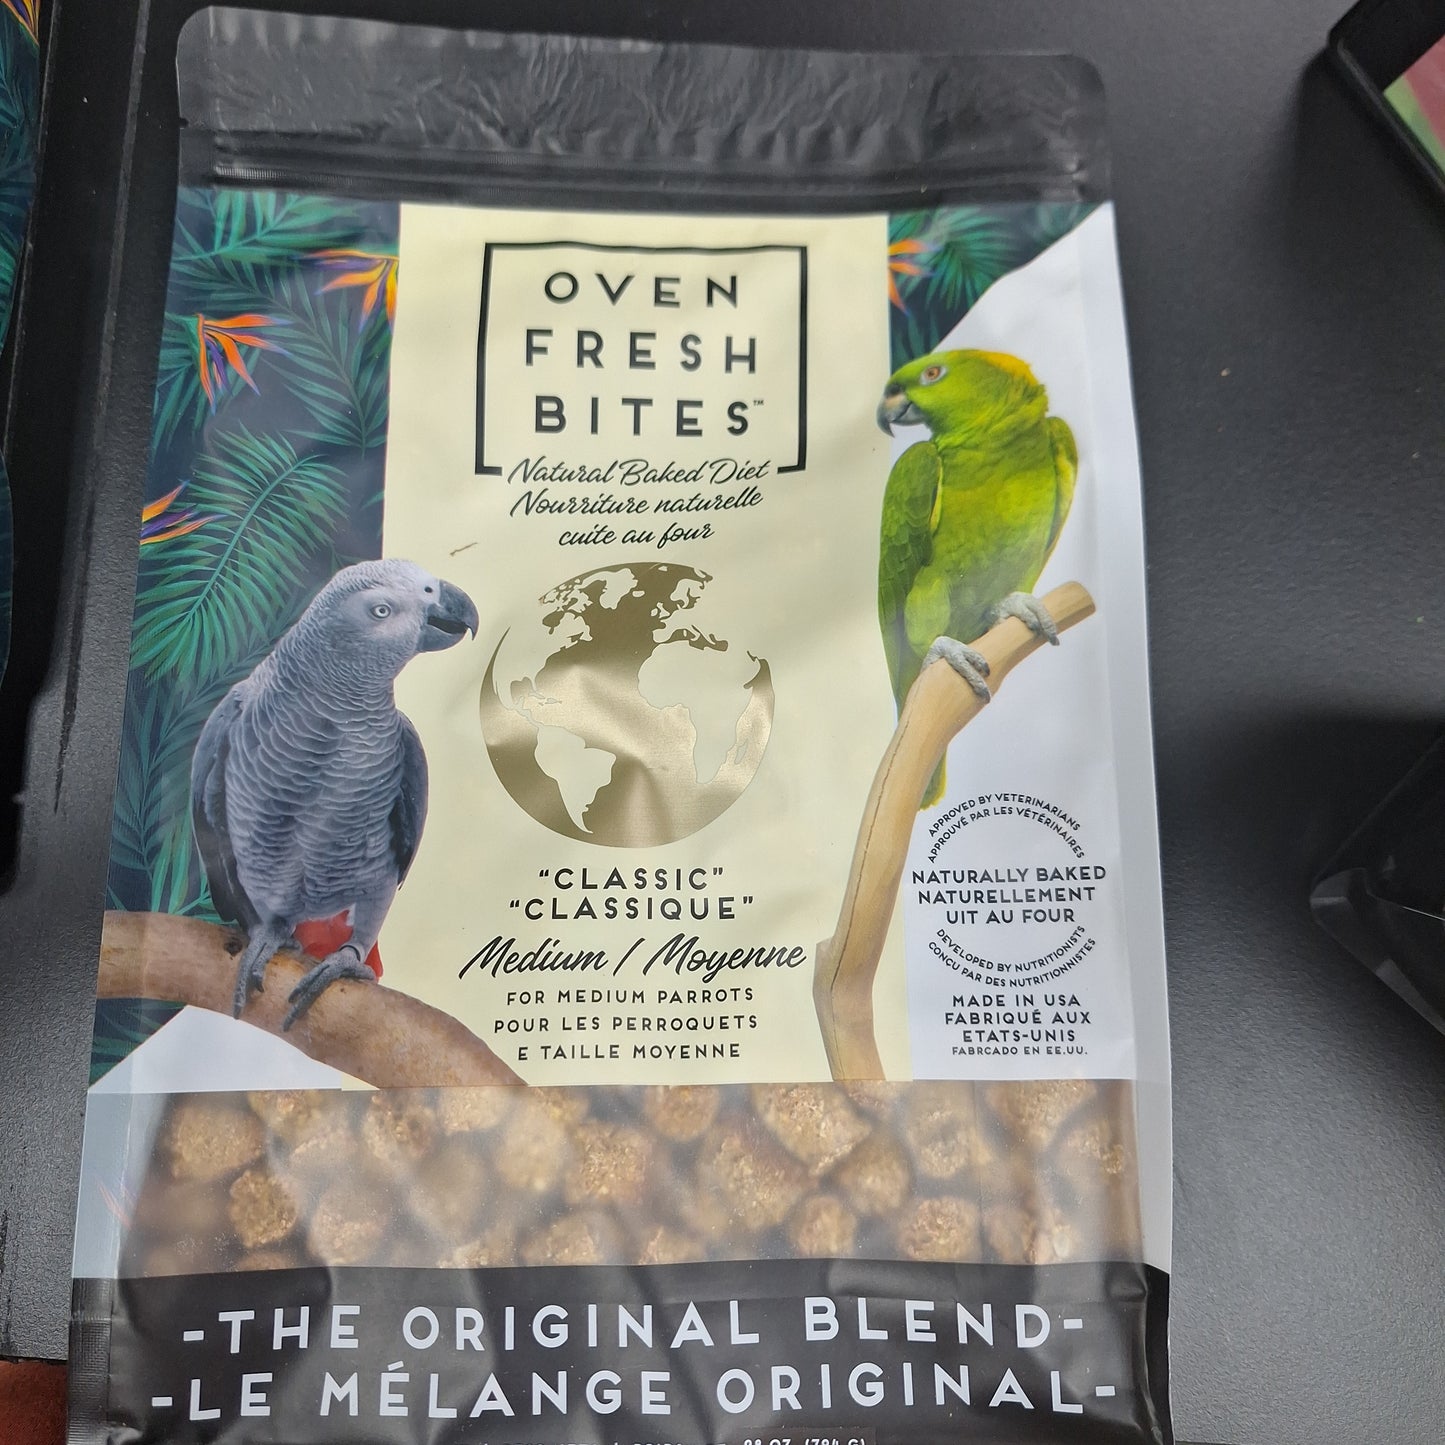 OVEN
FRESH
BITES™
Natural Baked Diet
Nourriture naturelle
cuite au four
"CLASSIC"
"CLASSIQUE"
Medium / Moyenne
FOR MEDIUM PARROTS
POUR LES PERROQUETS
E TAILLE MOYENNE
APPROVED BY VETERINARIANS
APPROUVÉ PAR LES VÉTÉRINAIRES
NATURALLY BAKED
NATURELLEMENT
UIT AU FOUR
DEVELOPED BY NUTRITIONISTS
CONÇU PAR DES NUTRITIONNISTES
MADE IN USA
FABRIQUÉ AUX
ETATS-UNIS
FABRCADO EN EE.UU.
-THE ORIGINAL BLEND-
-LE MÉLANGE ORIGINAL-
28 OZ. (794 G)